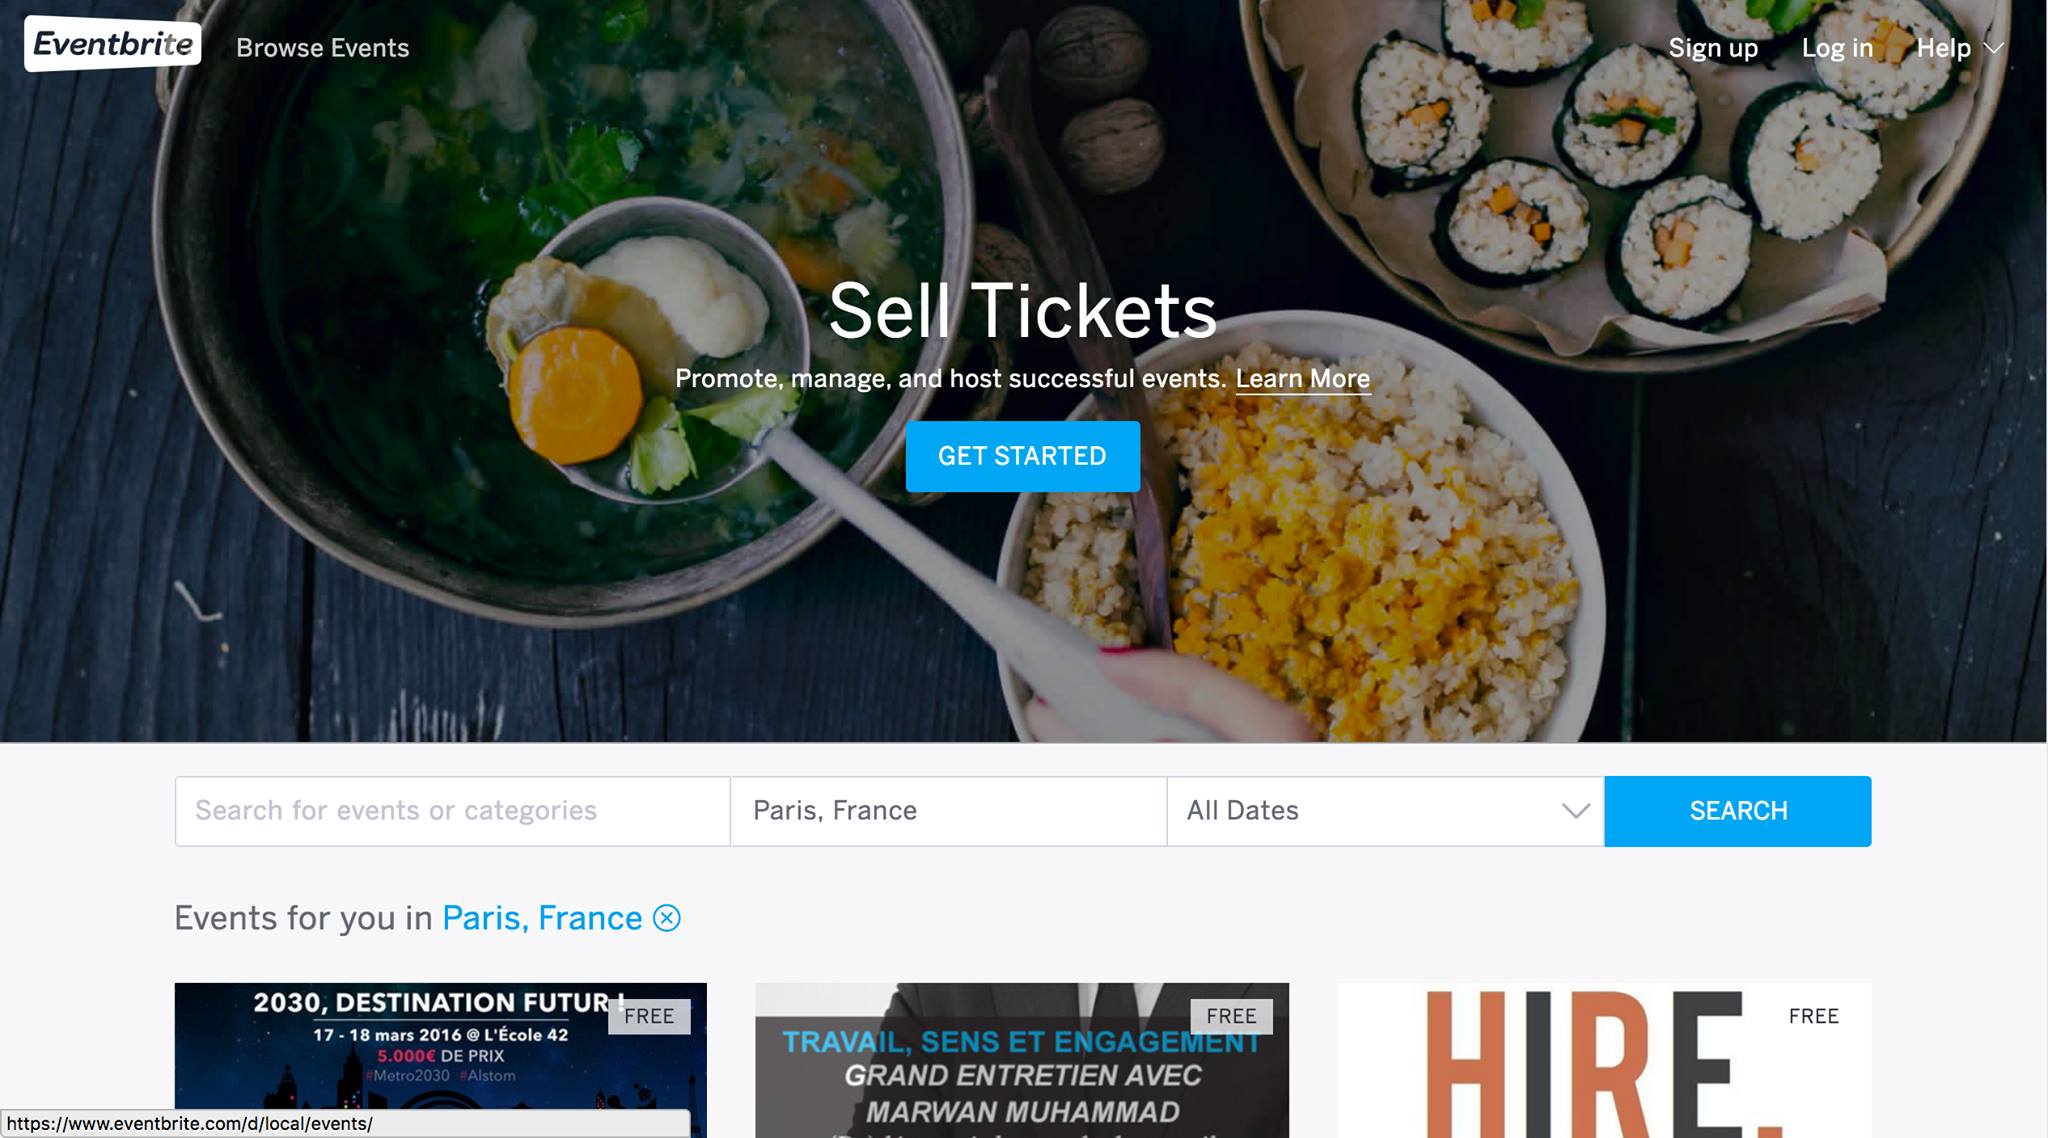 Eventbrite
Browse Events
Sign up
Log in
Help
Sell Tickets
Promote, manage, and host successful events. Learn More
GET STARTED
Search for events or categories
Paris, France
All Dates
SEARCH
Events for you in Paris, France
2030, DESTINATION FUTUR !
FREE
17 - 18 mars 2016 @ L'École 42
5.000€ DE PRIX
#Metro2030 #Alstom
FREE
TRAVAIL, SENS ET ENGAGEMENT
GRAND ENTRETIEN AVEC
MARWAN MUHAMMAD
FREE
HIRE.
https://www.eventbrite.com/d/local/events/